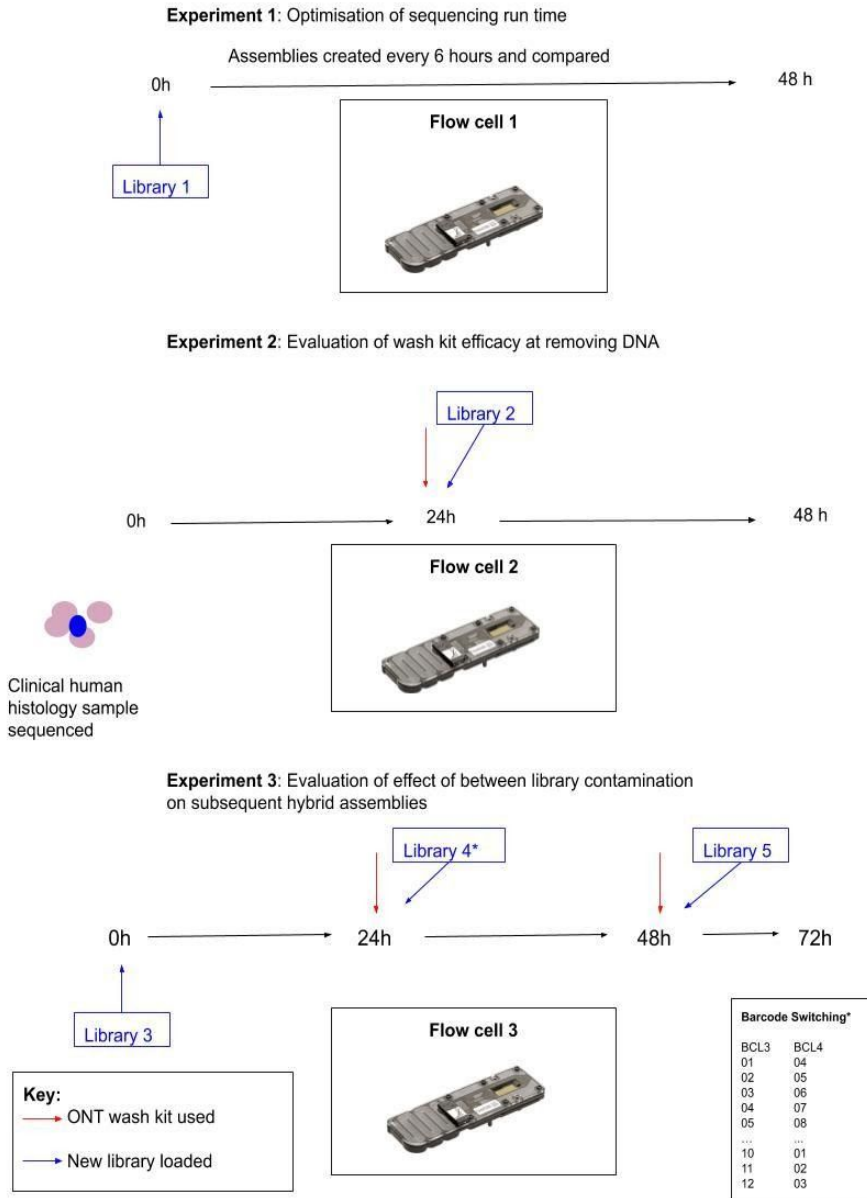 Experiment 1: Optimisation of sequencing run time
Assemblies created every 6 hours and compared
0h
48 h
Flow cell 1
Library 1
Experiment 2: Evaluation of wash kit efficacy at removing DNA
Library 2
0h
24h
48 h
Flow cell 2
Clinical human
histology sample
sequenced
Experiment 3: Evaluation of effect of between library contamination
on subsequent hybrid assemblies
Library 4*
Library 5
0h
24h
48h
72h
Library 3
Flow cell 3
Key:
ONT wash kit used
New library loaded
Barcode Switching*
BCL3 BCL4
01 04
02 05
03 06
04 07
05 08
... ...
10 01
11 02
12 03